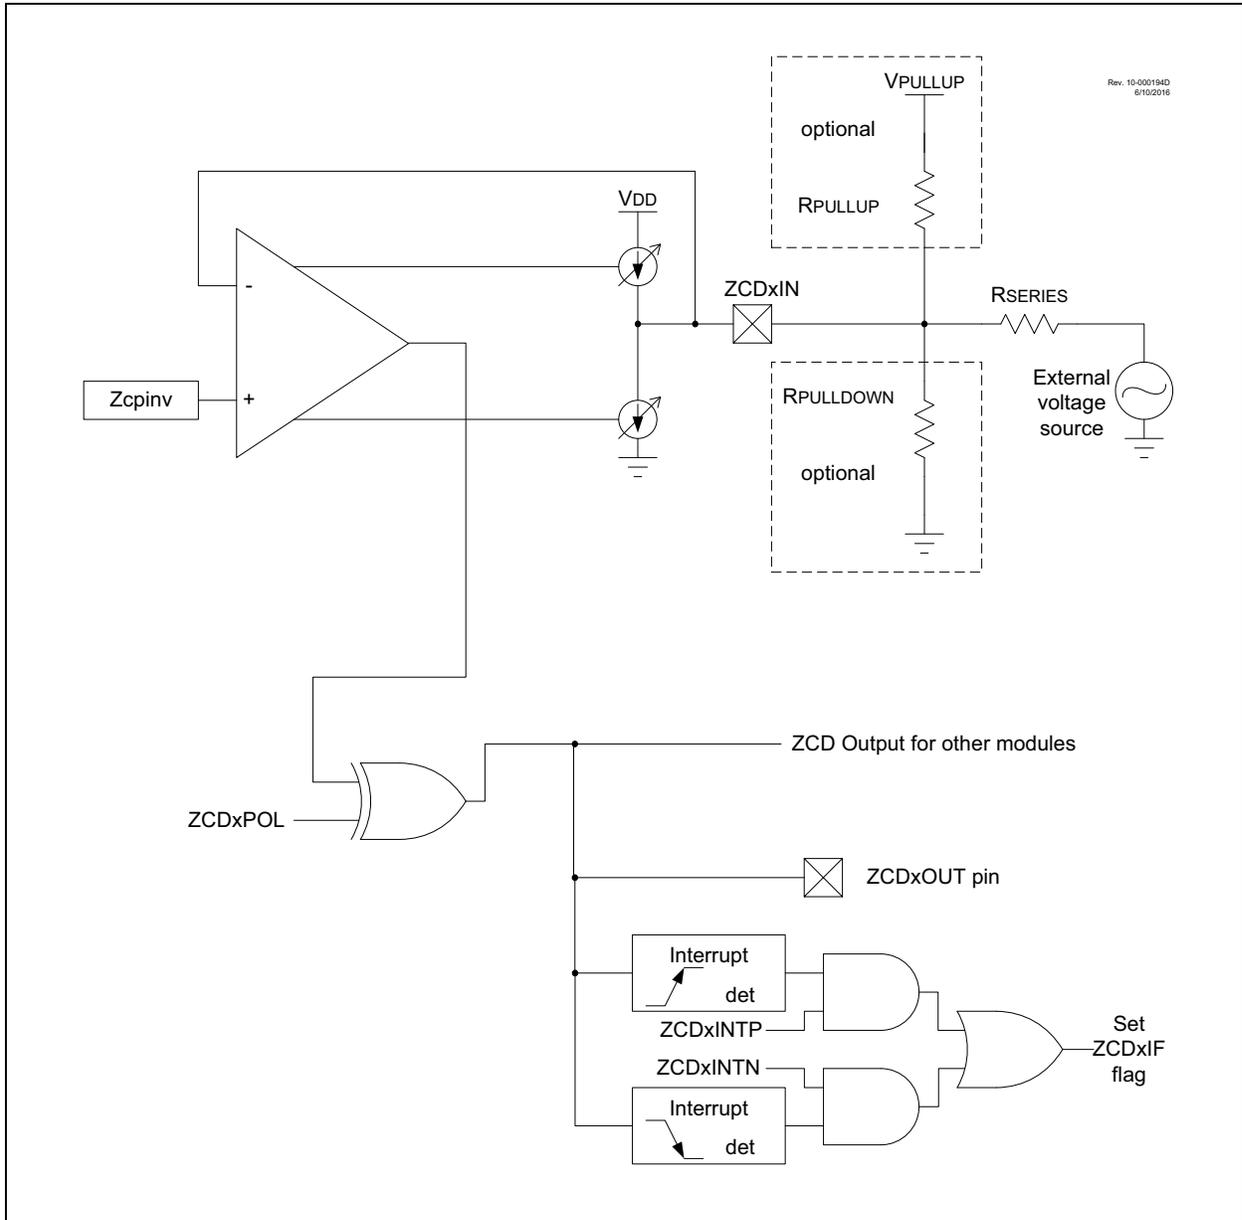 VPULLUP
Rev. 10-000194D
6/10/2016
optional
VDD
RPULLUP
ZCDxIN
RSERIES
-
Zcpinv
+
RPULLDOWN
External
voltage
source
optional
ZCD Output for other modules
ZCDxPOL
ZCDxOUT pin
Interrupt
det
ZCDxINTP
ZCDxINTN
Interrupt
det
Set
ZCDxIF
flag